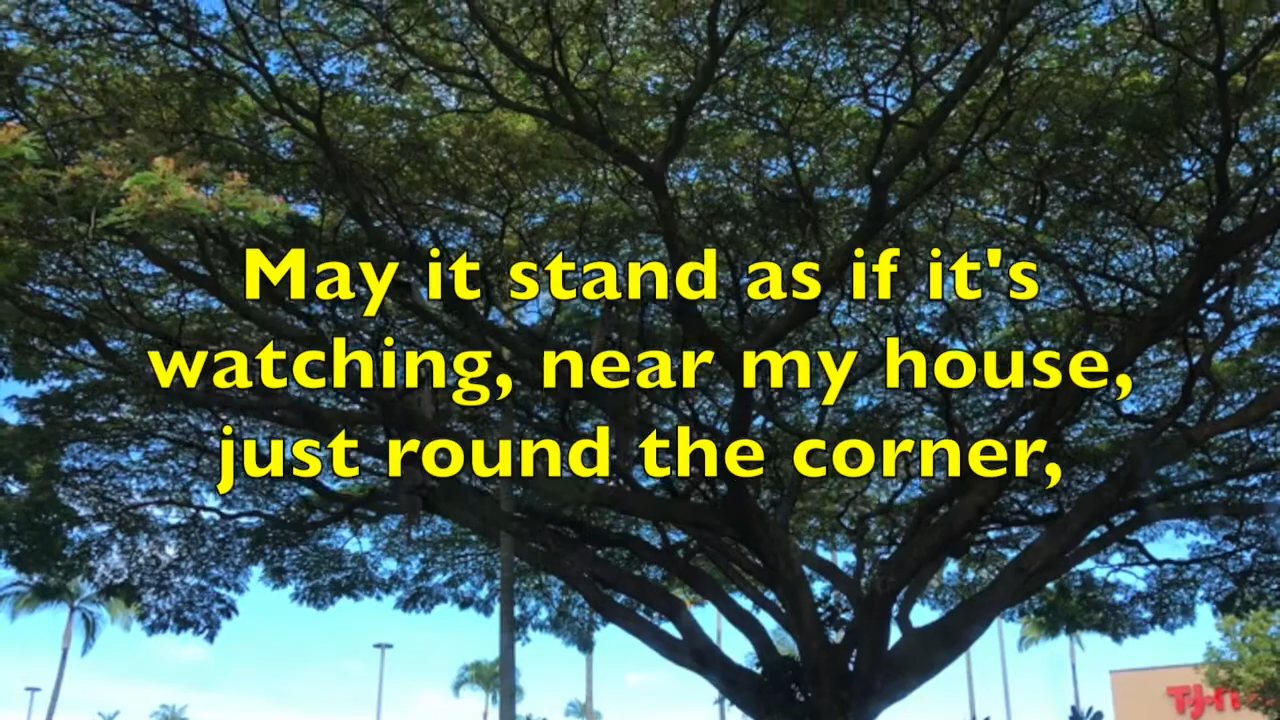 May it stand as if it's
watching, near my house,
just round the corner,